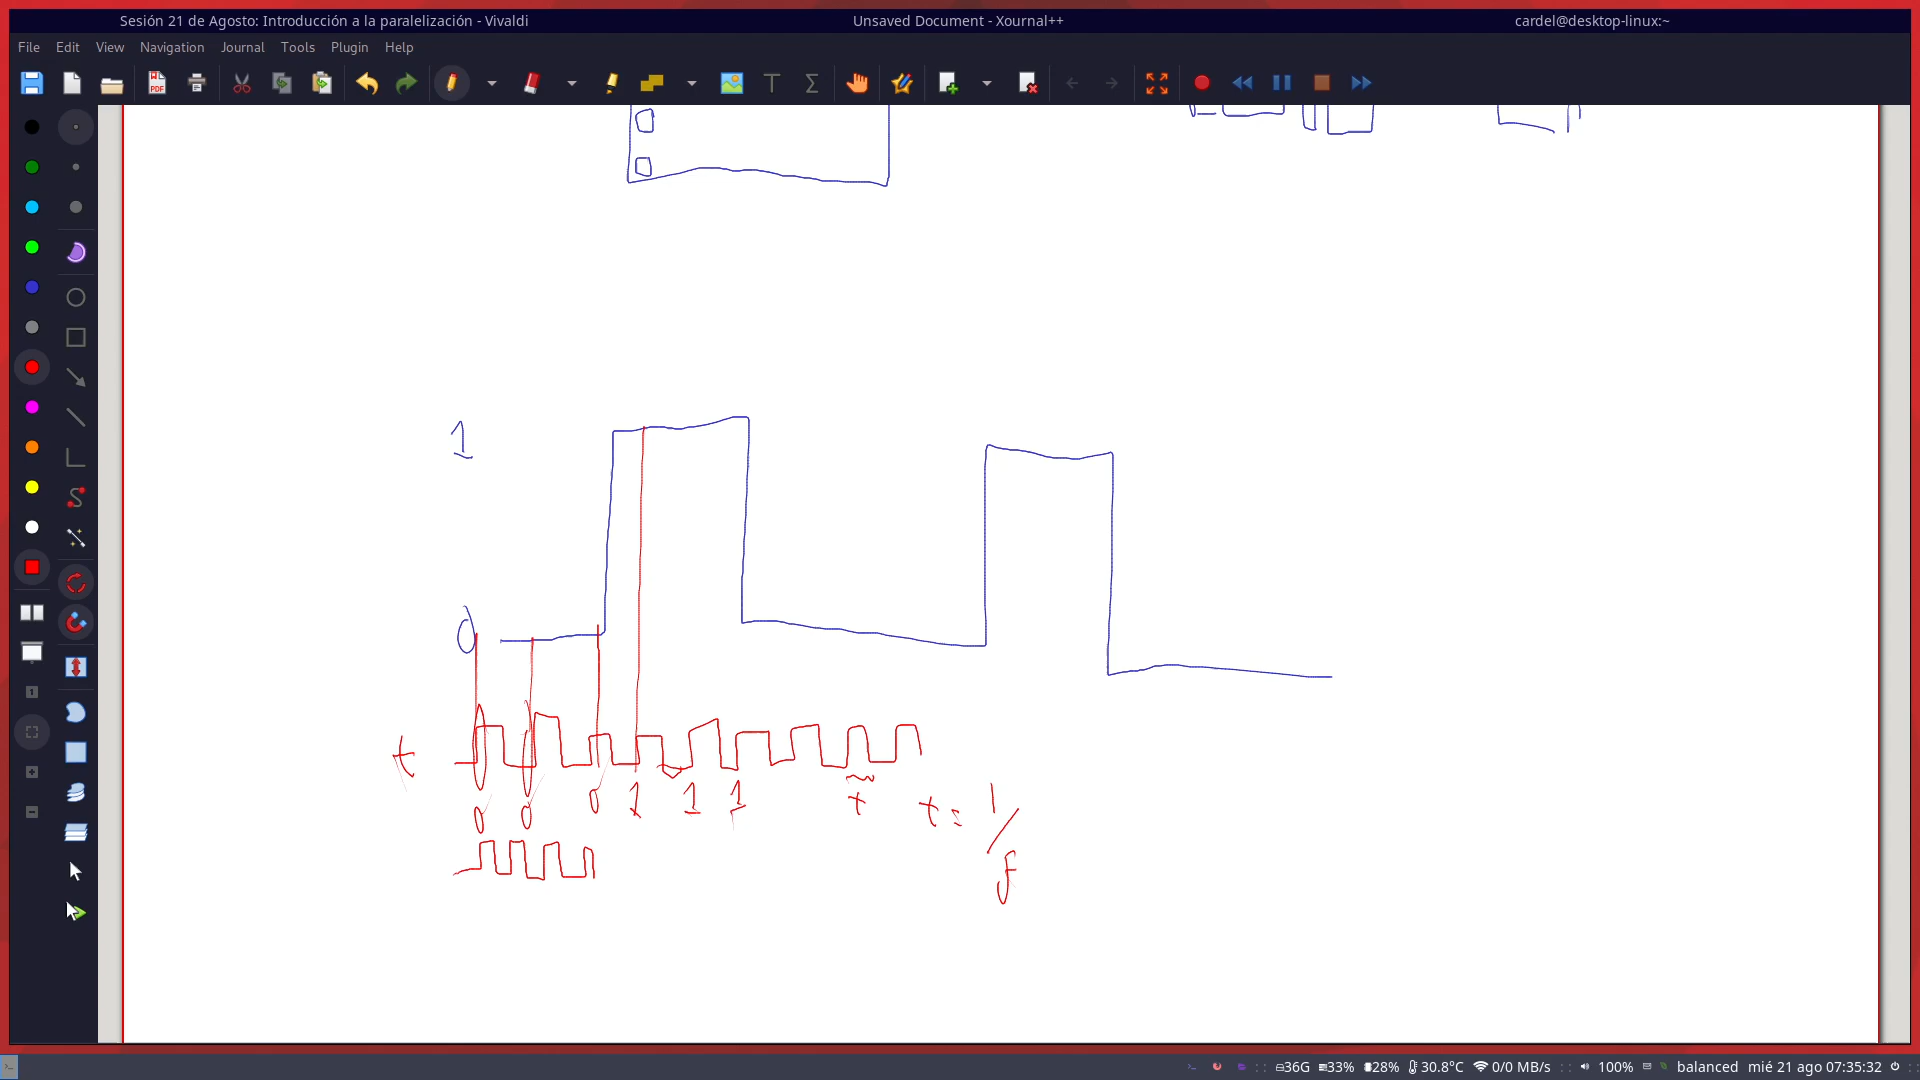 Sesión 21 de Agosto: Introducción a la paralelización - Vivaldi
Unsaved Document - Xournal++
cardel@desktop-linux:~
File Edit View Navigation Journal Tools Plugin Help
PDF
1
0
t
0 0 0 1 1 1
t
t = 1/f
36G 33% 28% 30.8°C 0/0 MB/s 100% balanced mié 21 ago 07:35:32